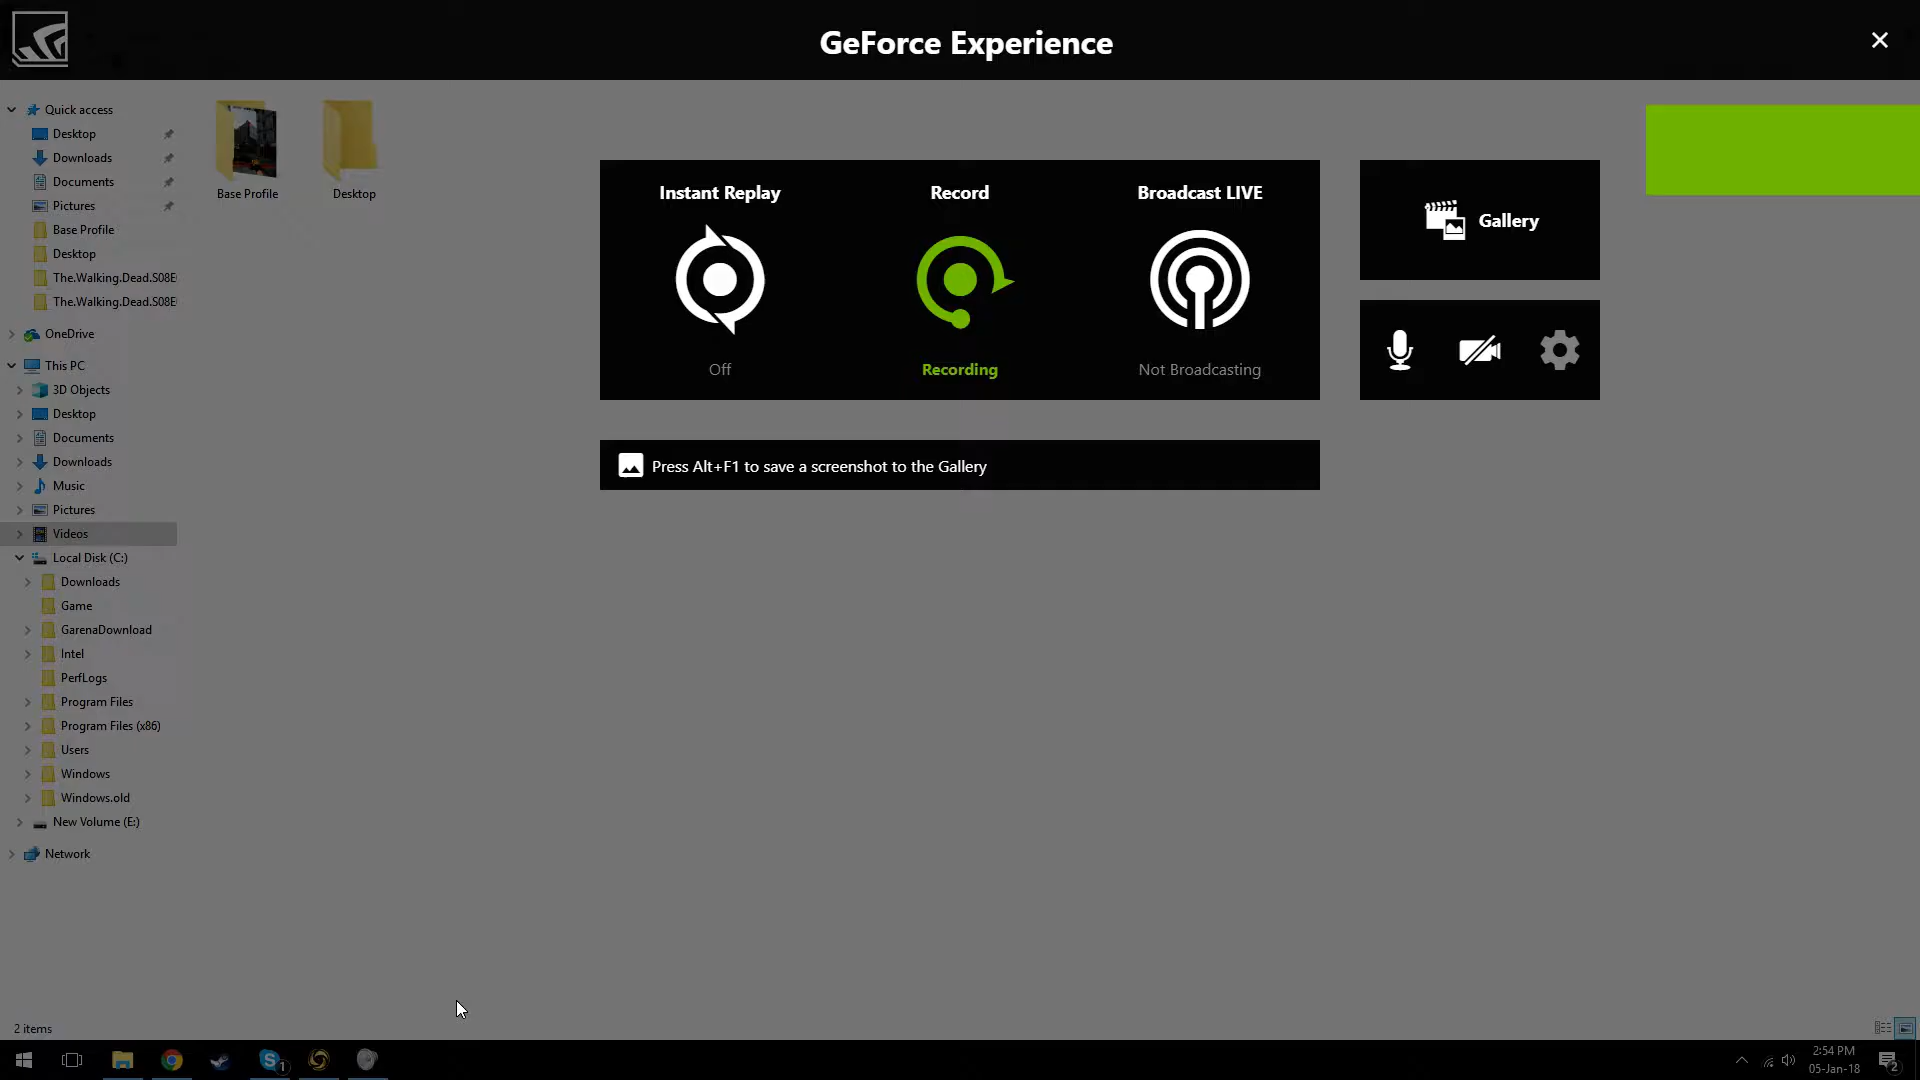 GeForce Experience
Quick access
Desktop
Downloads
Documents
Pictures
Base Profile
Desktop
The.Walking.Dead.S08E
The.Walking.Dead.S08E
OneDrive
This PC
3D Objects
Desktop
Documents
Downloads
Music
Pictures
Videos
Local Disk (C:)
Downloads
Game
GarenaDownload
Intel
PerfLogs
Program Files
Program Files (x86)
Users
Windows
Windows.old
New Volume (E:)
Network
2 items
Base Profile
Desktop
Instant Replay
Off
Record
Recording
Broadcast LIVE
Not Broadcasting
Gallery
Press Alt+F1 to save a screenshot to the Gallery
1
2:54 PM
05-Jan-18
2